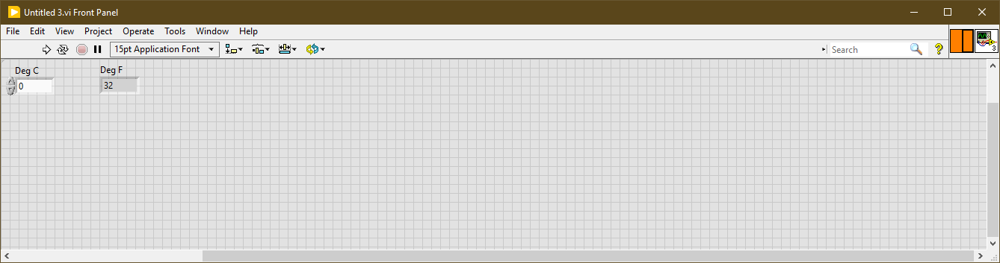 Untitled 3.vi Front Panel
File Edit View Project Operate Tools Window Help
15pt Application Font
Search
?
3
Deg C
Deg F
0
32